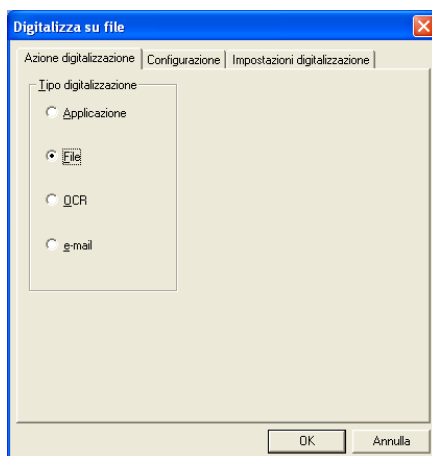 Digitalizza su file
Azione digitalizzazione Configurazione Impostazioni digitalizzazione
Tipo digitalizzazione
Applicazione
File
OCR
e-mail
OK Annulla